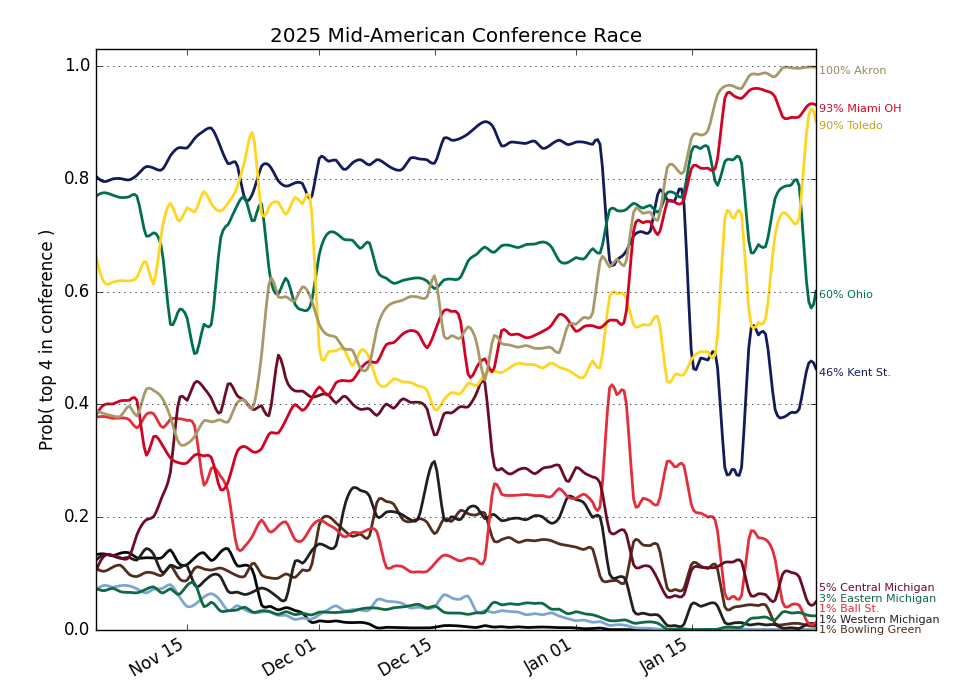 2025 Mid-American Conference Race
Prob( top 4 in conference )
1.0
0.8
0.6
0.4
0.2
0.0
Nov 15
Dec 01
Dec 15
Jan 01
Jan 15
100% Akron
93% Miami OH
90% Toledo
60% Ohio
46% Kent St.
5% Central Michigan
3% Eastern Michigan
1% Ball St.
1% Western Michigan
1% Bowling Green